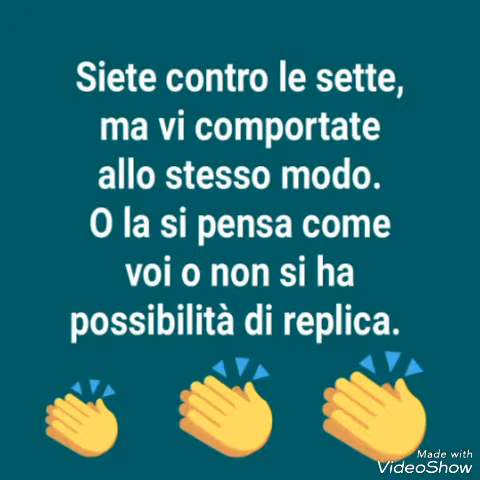 Siete contro le sette,
ma vi comportate
allo stesso modo.
O la si pensa come
voi o non si ha
possibilità di replica.
Made with
VideoShow